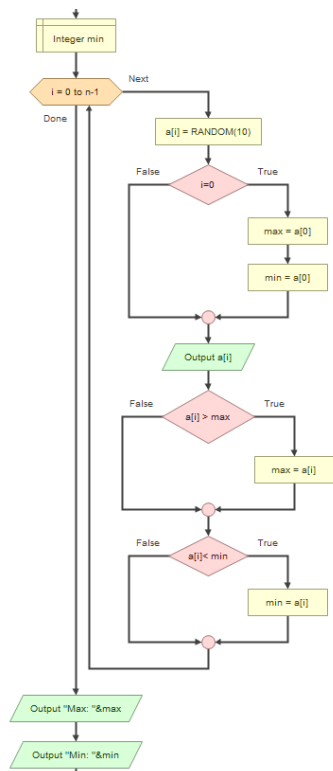 Integer min
i = 0 to n-1
Next
Done
a[i] = RANDOM(10)
False
True
i=0
max = a[0]
min = a[0]
Output a[i]
False
True
a[i] > max
max = a[i]
False
True
a[i]< min
min = a[i]
Output "Max: "&max
Output "Min: "&min